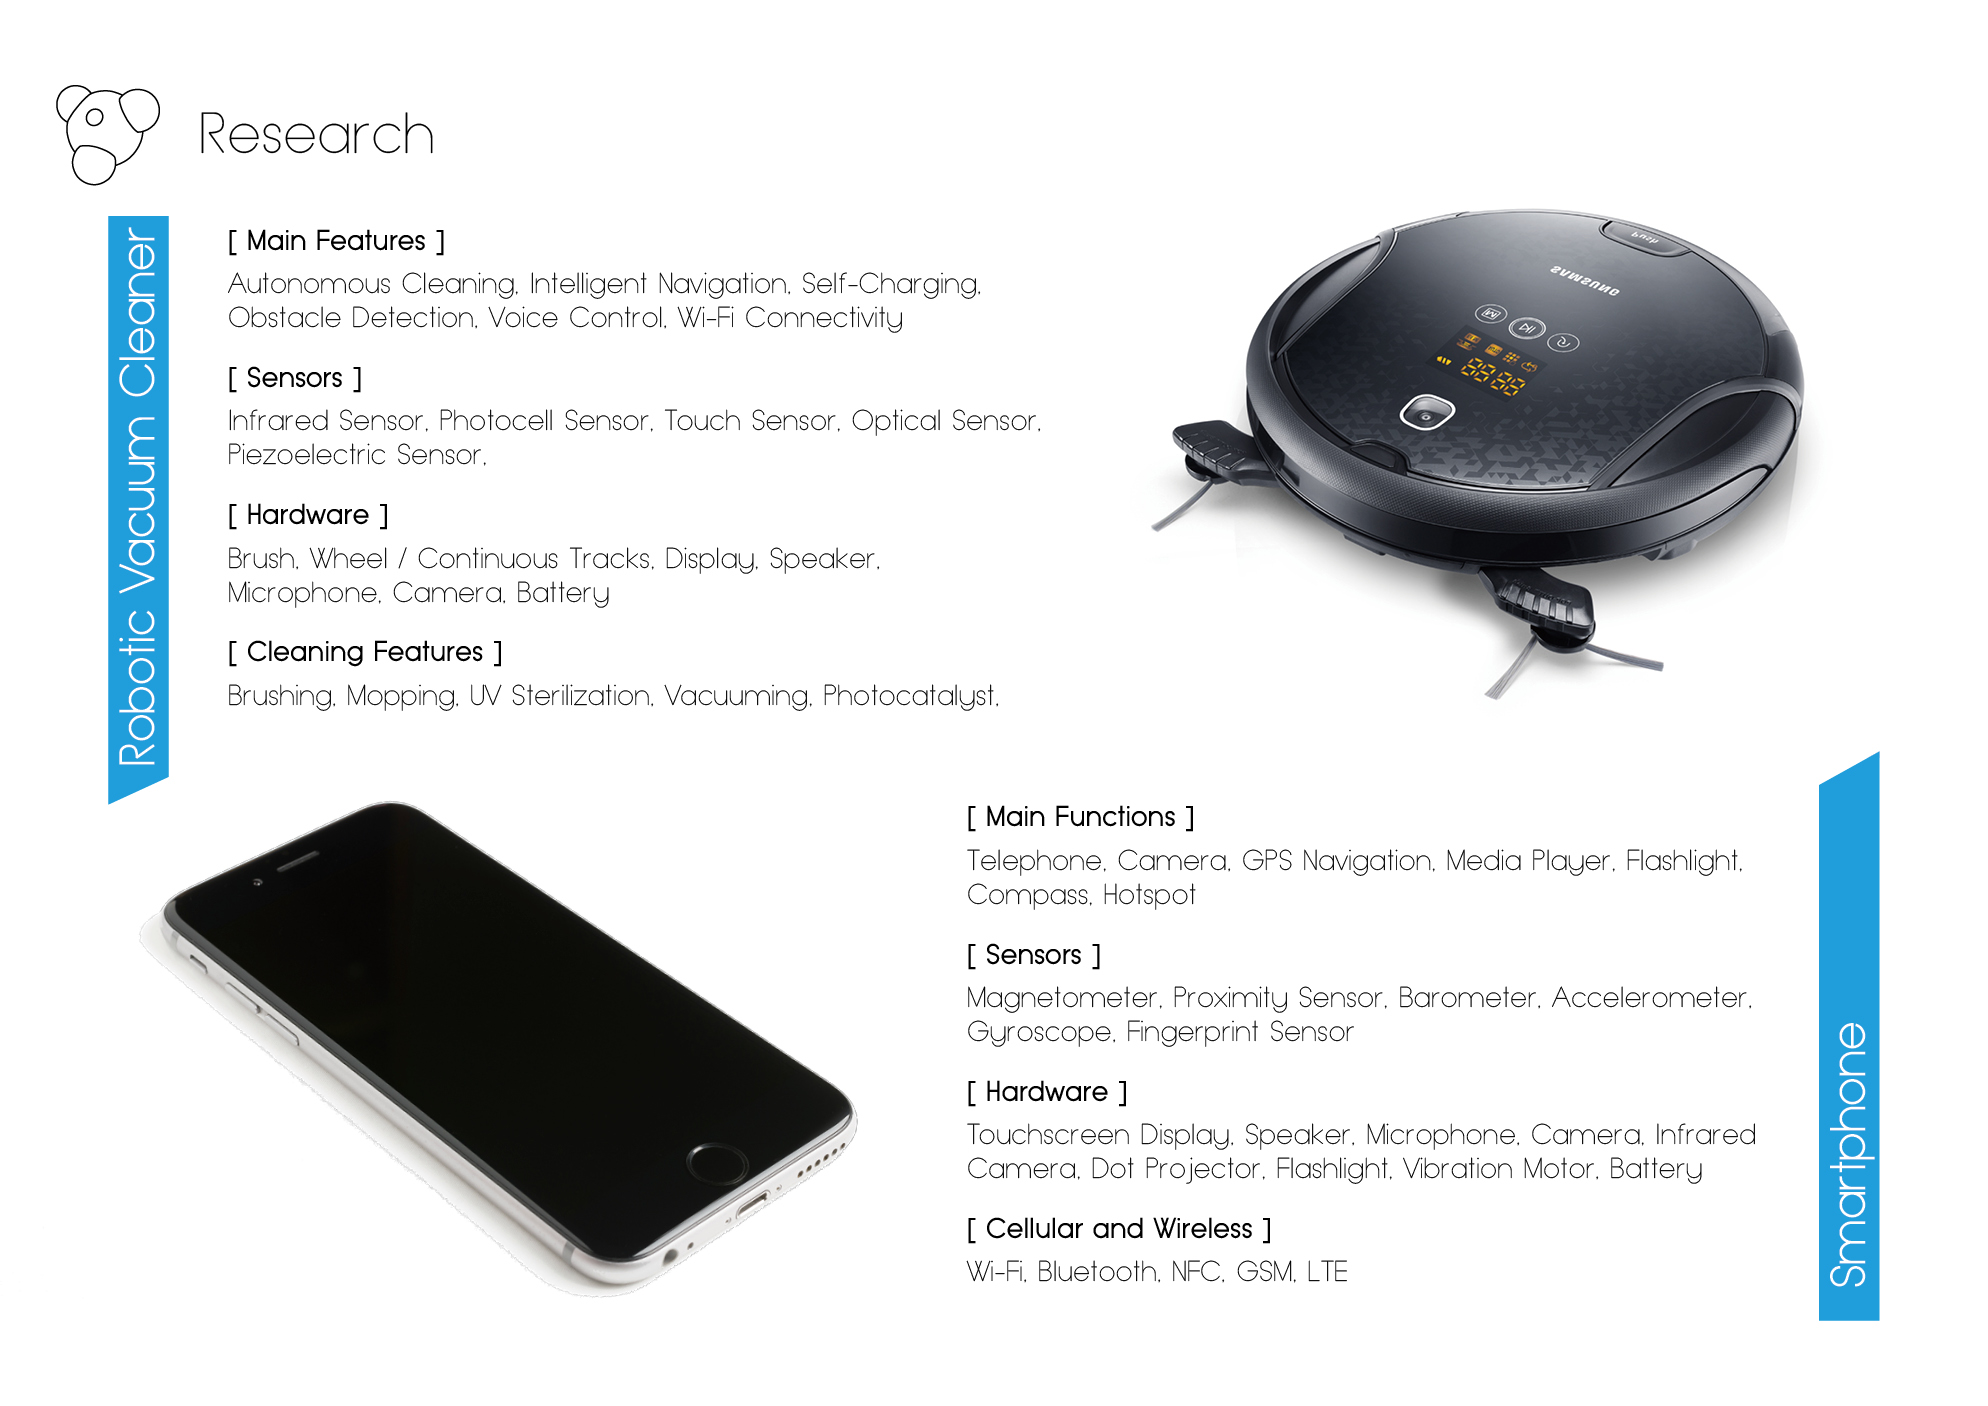 Research
Robotic Vacuum Cleaner
[ Main Features ]
Autonomous Cleaning, Intelligent Navigation, Self-Charging,
Obstacle Detection, Voice Control, Wi-Fi Connectivity
[ Sensors ]
Infrared Sensor, Photocell Sensor, Touch Sensor, Optical Sensor,
Piezoelectric Sensor,
[ Hardware ]
Brush, Wheel / Continuous Tracks, Display, Speaker,
Microphone, Camera, Battery
[ Cleaning Features ]
Brushing, Mopping, UV Sterilization, Vacuuming, Photocatalyst,
Push
SAMSUNG
88:88
Smartphone
[ Main Functions ]
Telephone, Camera, GPS Navigation, Media Player, Flashlight,
Compass, Hotspot
[ Sensors ]
Magnetometer, Proximity Sensor, Barometer, Accelerometer,
Gyroscope, Fingerprint Sensor
[ Hardware ]
Touchscreen Display, Speaker, Microphone, Camera, Infrared
Camera, Dot Projector, Flashlight, Vibration Motor, Battery
[ Cellular and Wireless ]
Wi-Fi, Bluetooth, NFC, GSM, LTE